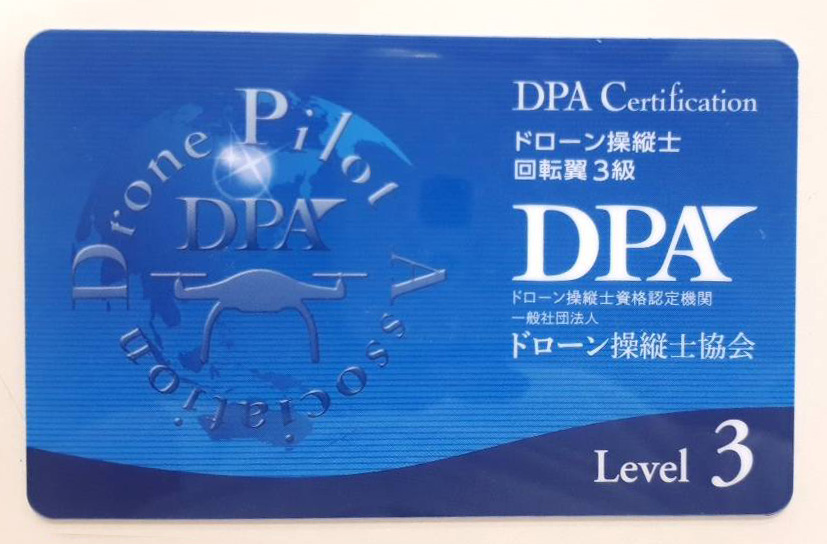 Drone Pilot Association
DPA
DPA Certification
ドローン操縦士
回転翼3級
DPA
ドローン操縦士資格認定機関
一般社団法人
ドローン操縦士協会
Level 3